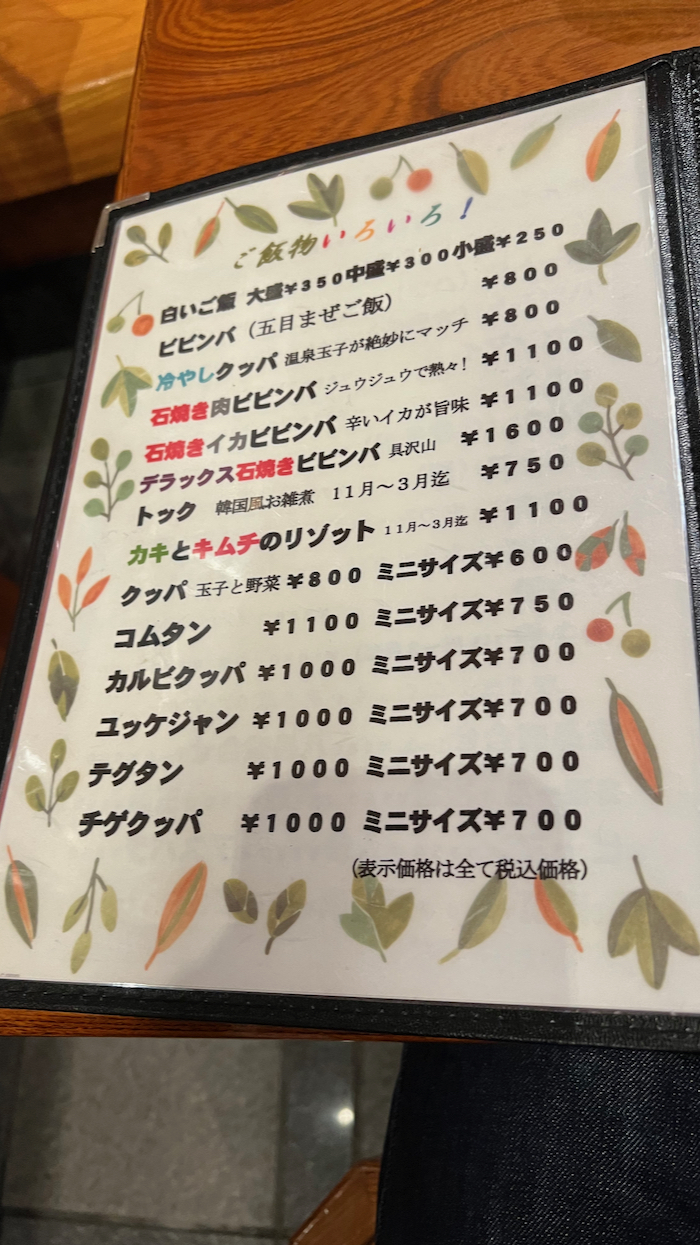 ご飯物いろいろ！
白いご飯 大盛¥350中盛¥300小盛¥250
ビビンバ（五目まぜご飯） ¥800
冷やしクッパ 温泉玉子が絶妙にマッチ ¥800
石焼き肉ビビンバ ジュウジュウで熱々！ ¥1100
石焼きイカビビンバ 辛いイカが旨味 ¥1100
デラックス石焼きビビンバ 具沢山 ¥1600
トック 韓国風お雑煮 11月〜3月迄 ¥750
カキとキムチのリゾット 11月〜3月迄 ¥1100
クッパ 玉子と野菜 ¥800 ミニサイズ¥600
コムタン ¥1100 ミニサイズ¥750
カルビクッパ ¥1000 ミニサイズ¥700
ユッケジャン ¥1000 ミニサイズ¥700
テグタン ¥1000 ミニサイズ¥700
チゲクッパ ¥1000 ミニサイズ¥700
（表示価格は全て税込価格）